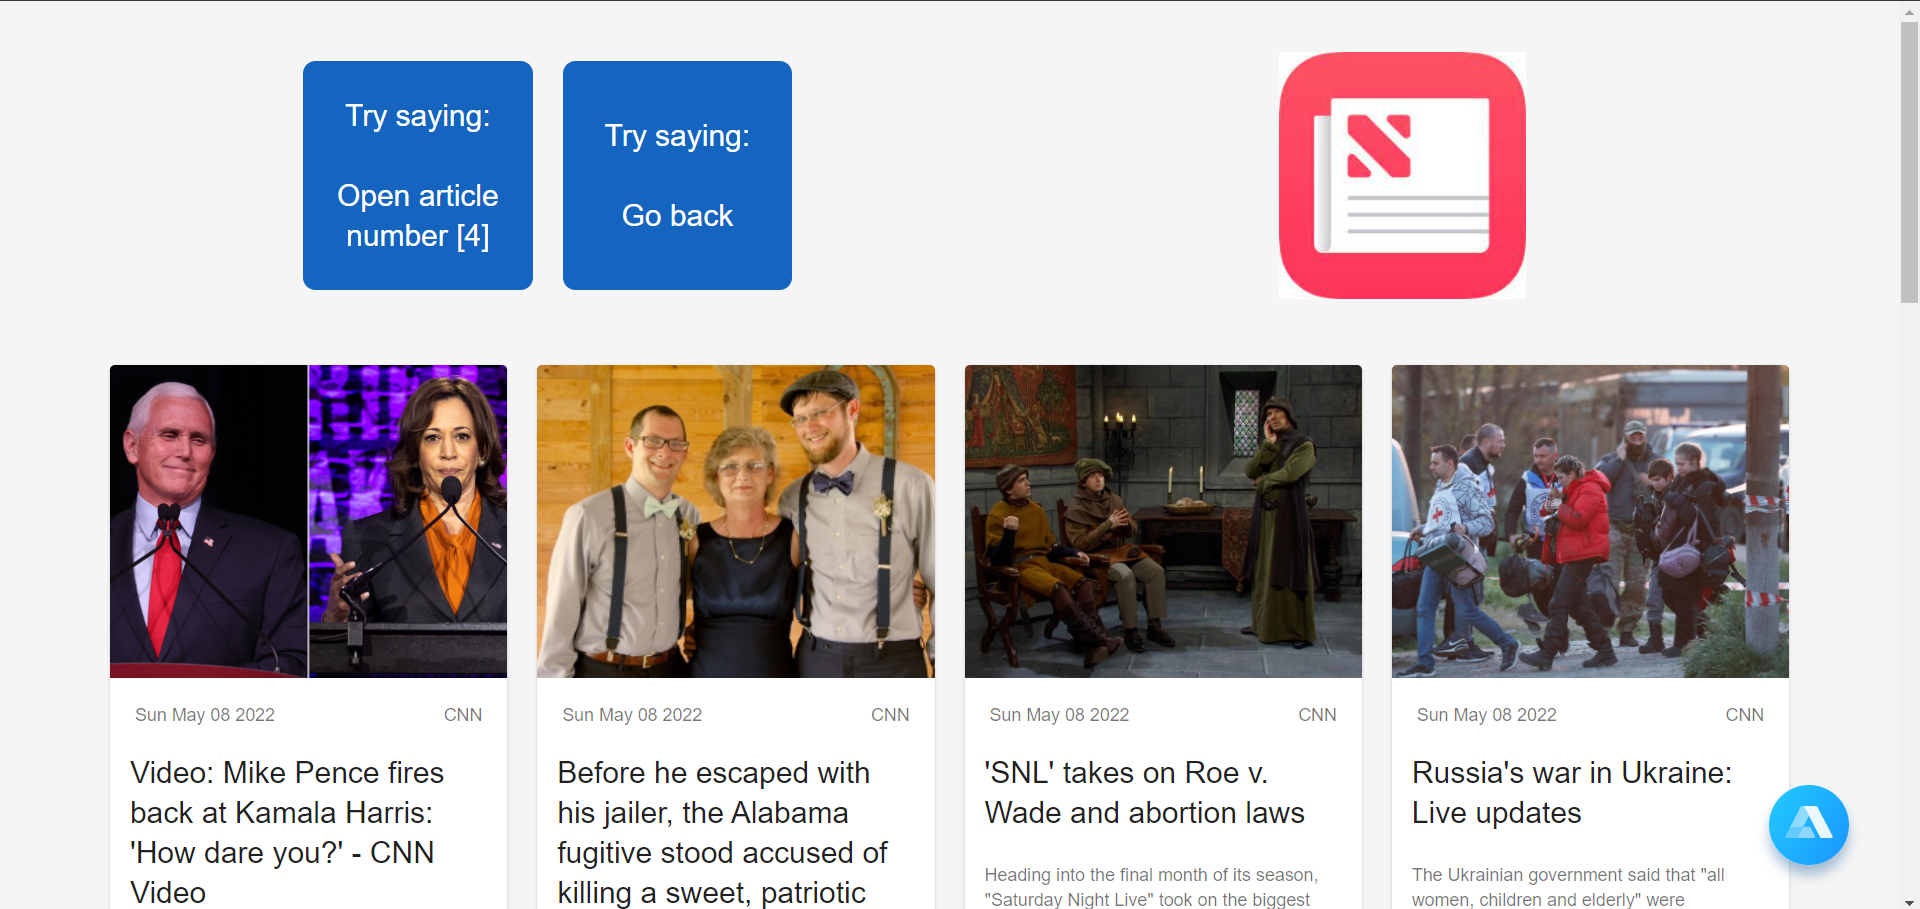 Try saying:
Open article
number [4]
Try saying:
Go back
Sun May 08 2022
CNN
Video: Mike Pence fires
back at Kamala Harris:
'How dare you?' - CNN
Video
Sun May 08 2022
CNN
Before he escaped with
his jailer, the Alabama
fugitive stood accused of
killing a sweet, patriotic
Sun May 08 2022
CNN
'SNL' takes on Roe v.
Wade and abortion laws
Heading into the final month of its season,
"Saturday Night Live" took on the biggest
Sun May 08 2022
CNN
Russia's war in Ukraine:
Live updates
The Ukrainian government said that "all
women, children and elderly" were